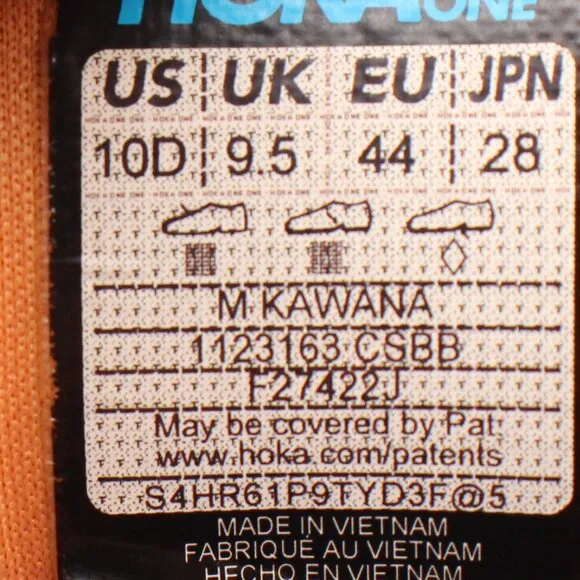 HOKA ONE
US UK EU JPN
10D 9.5 44 28
M KAWANA
1123163 CSBB
F27422J
May be covered by Pat:
www.hoka.com/patents
S4HR61P9TYD3F@5
MADE IN VIETNAM
FABRIQUÉ AU VIETNAM
HECHO EN VIETNAM